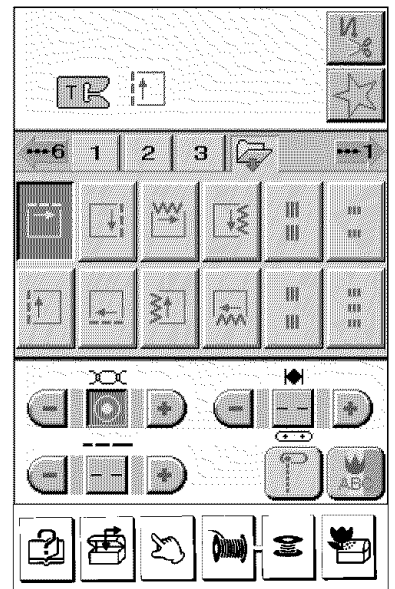 T
•••6 1 2 3 •••1
- +
- -- +
- -- +
ABC